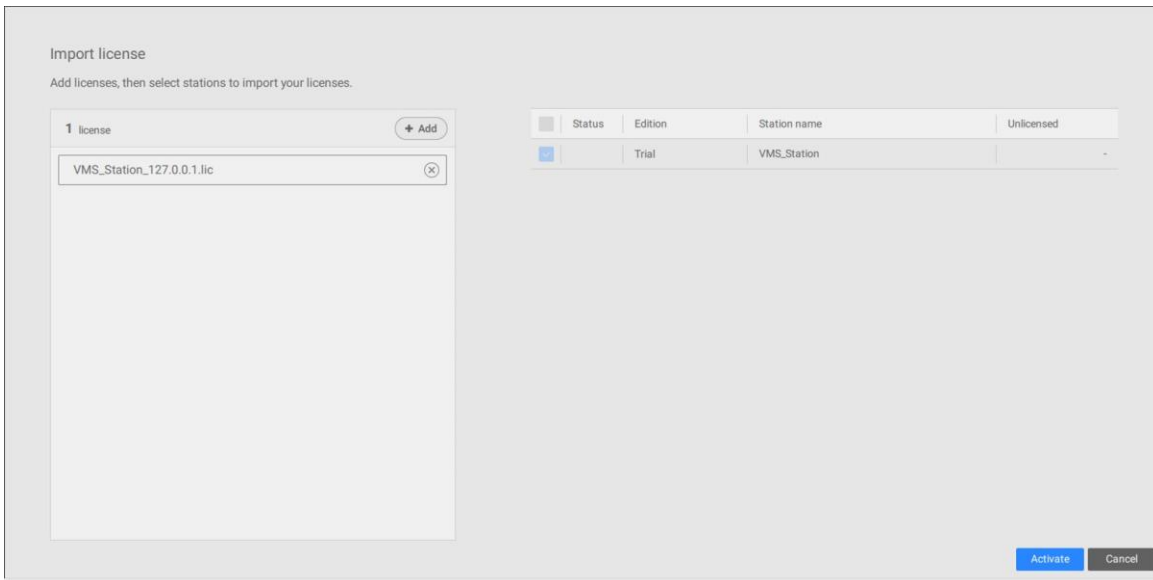 Import license
Add licenses, then select stations to import your licenses.
1 license
+ Add
VMS_Station_127.0.0.1.lic
Status Edition Station name Unlicensed
Trial VMS_Station -
Activate Cancel